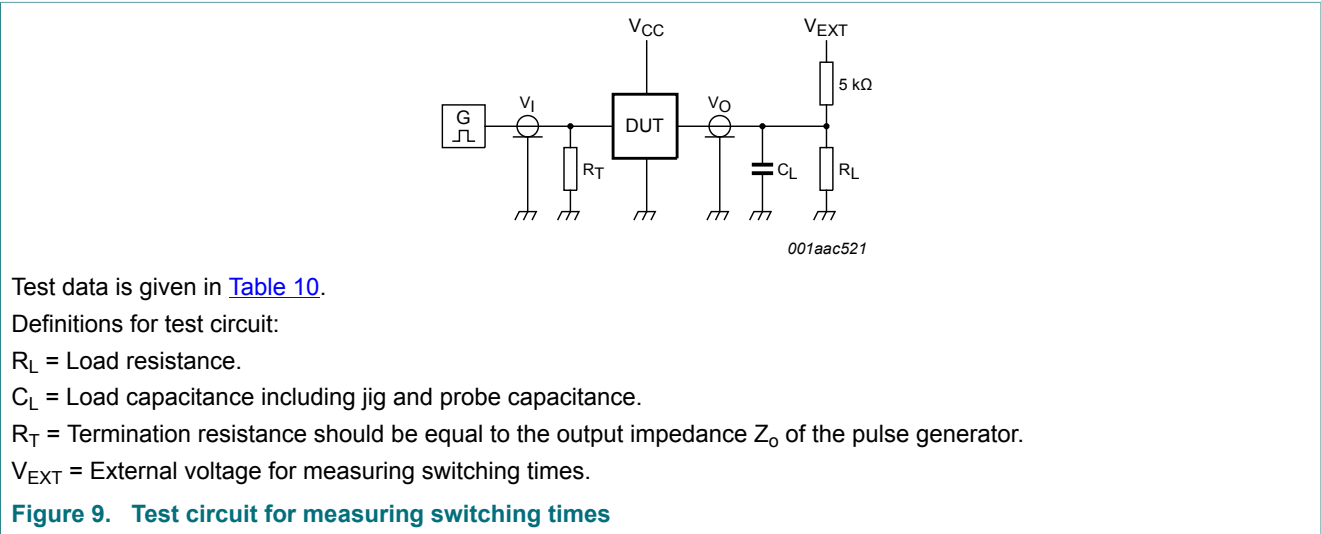 VCC VEXT
5 kΩ
G VI DUT VO
RT CL RL
001aac521
Test data is given in Table 10.
Definitions for test circuit:
RL = Load resistance.
CL = Load capacitance including jig and probe capacitance.
RT = Termination resistance should be equal to the output impedance Zo of the pulse generator.
VEXT = External voltage for measuring switching times.
Figure 9. Test circuit for measuring switching times